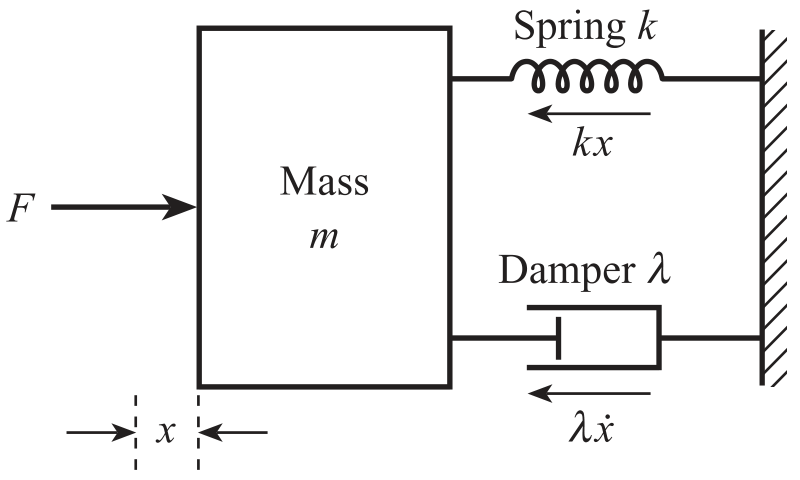 Spring k
kx
Mass
m
F
Damper λ
x
λẋ